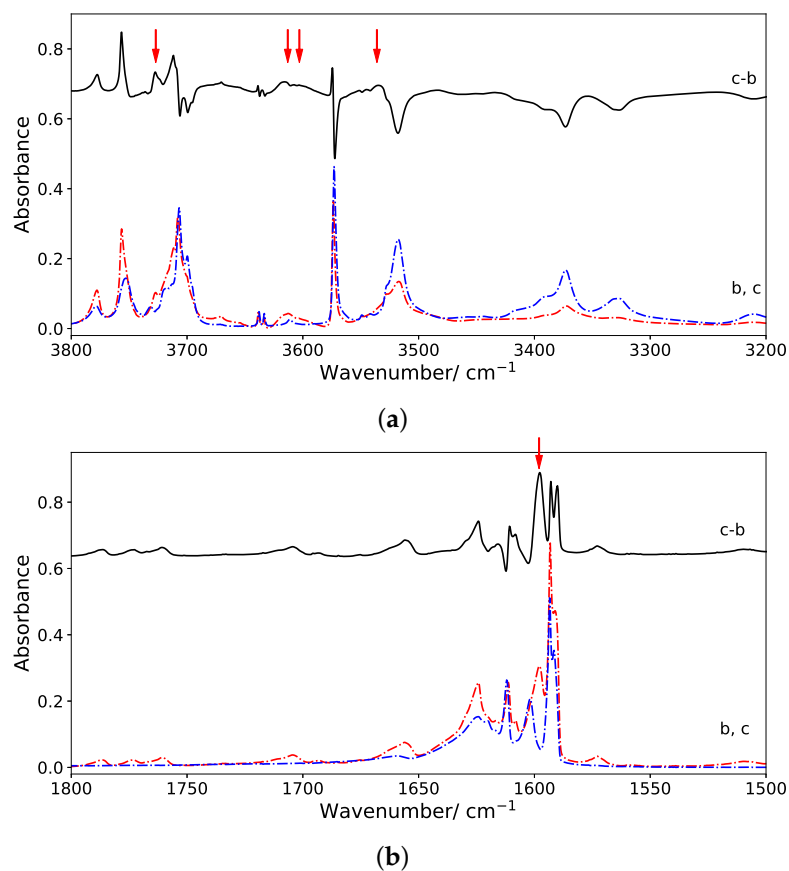 0.8
c-b
0.6
Absorbance
0.4
0.2
b, c
0.0
3800 3700 3600 3500 3400 3300 3200
Wavenumber/ cm⁻¹
(a)
0.8
c-b
0.6
Absorbance
0.4
0.2
b, c
0.0
1800 1750 1700 1650 1600 1550 1500
Wavenumber/ cm⁻¹
(b)